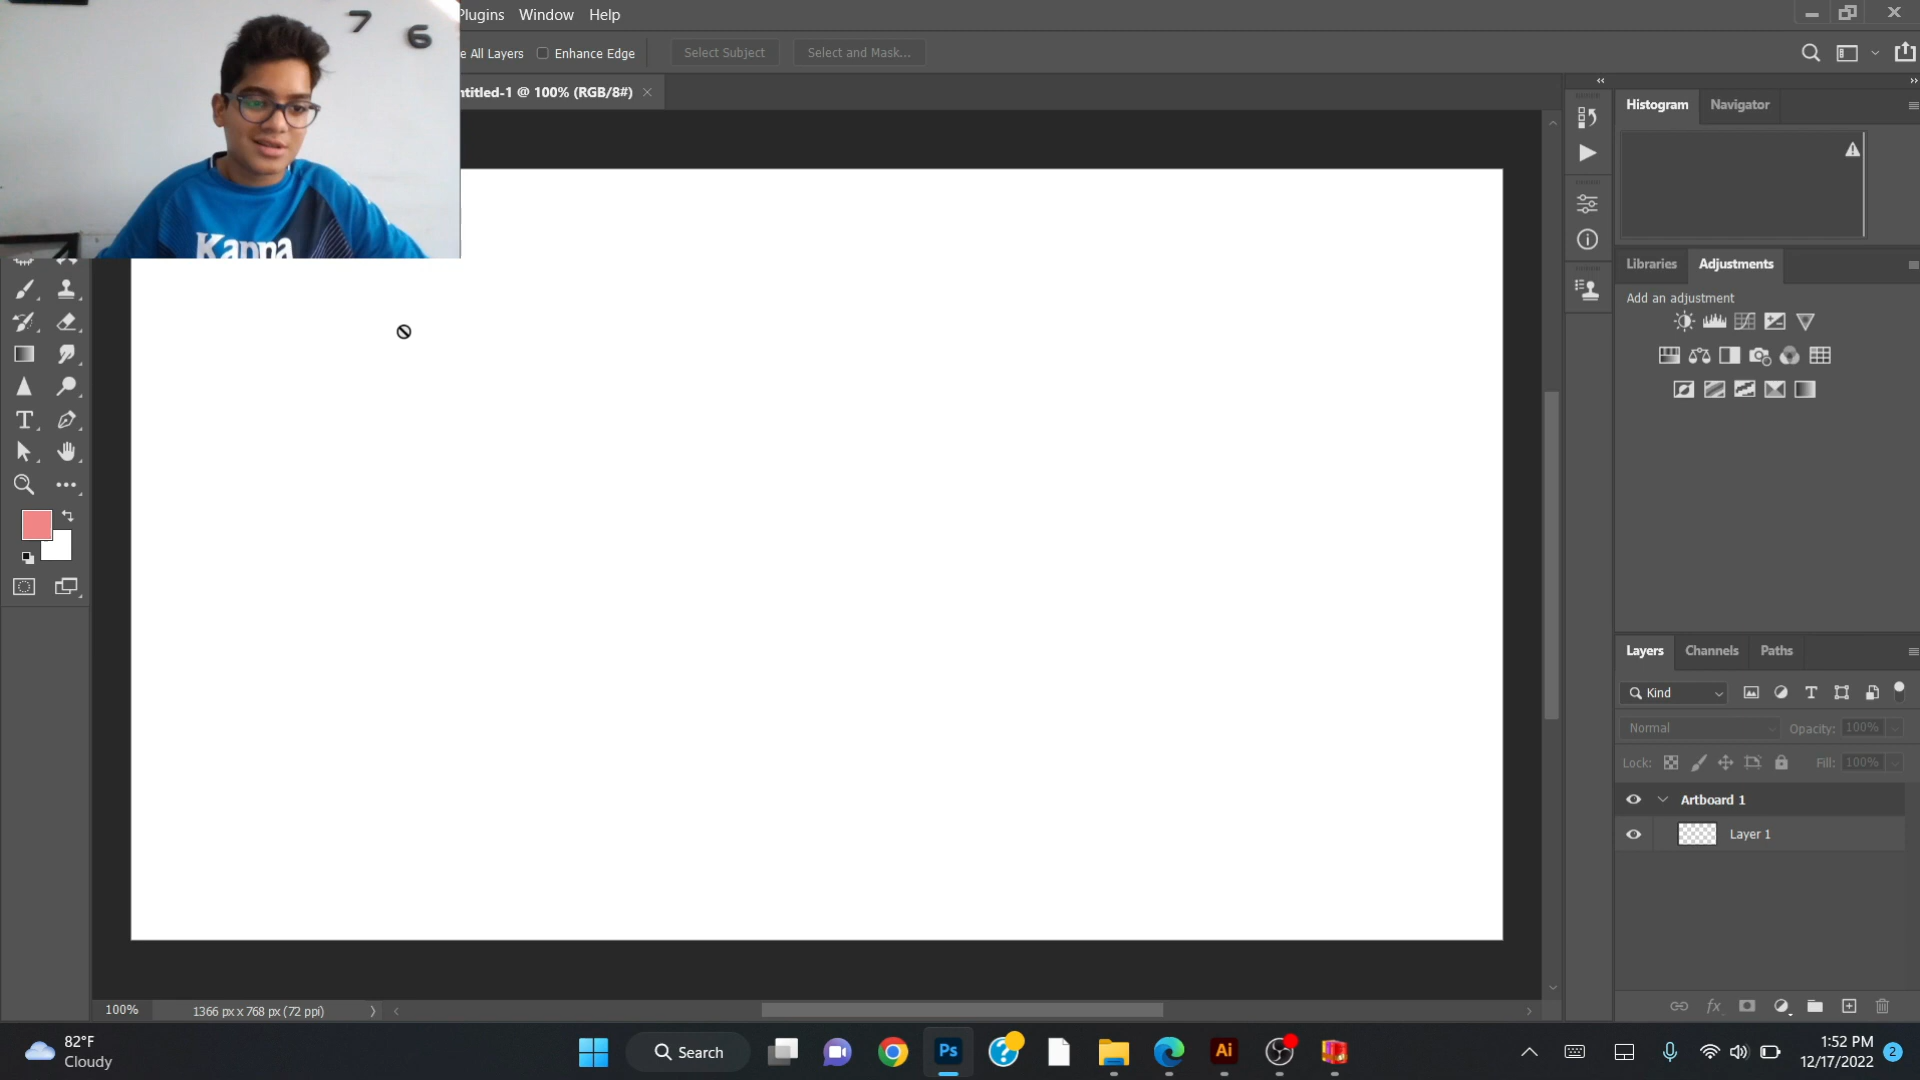 7 6
Plugins Window Help
e All Layers Enhance Edge Select Subject Select and Mask...
ntitled-1 @ 100% (RGB/8#)
Kappa
Histogram Navigator
Libraries Adjustments
Add an adjustment
Layers Channels Paths
Kind
Normal Opacity: 100%
Lock: Fill: 100%
Artboard 1
Layer 1
100% 1366 px x 768 px (72 ppi)
82°F
Cloudy
Search
Ps
Ai
1:52 PM
12/17/2022
2